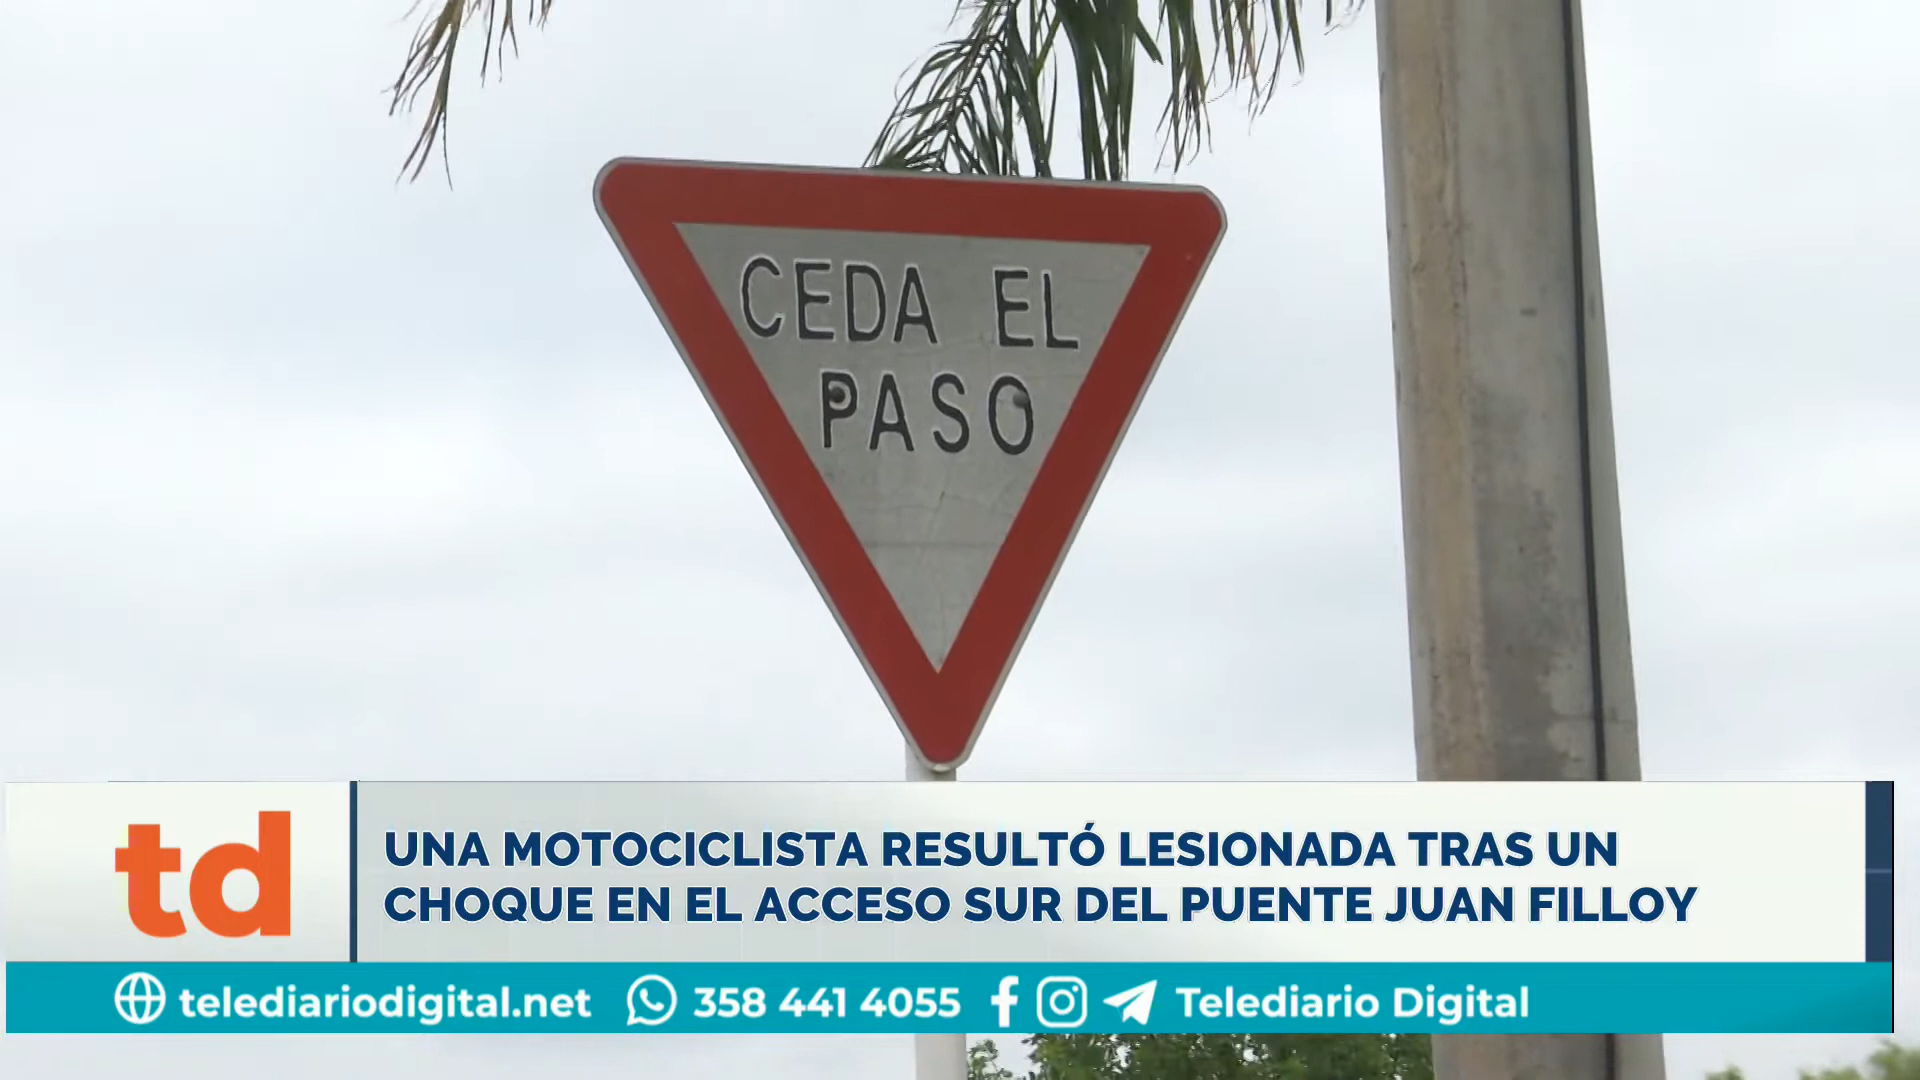 CEDA EL
PASO
td
UNA MOTOCICLISTA RESULTÓ LESIONADA TRAS UN
CHOQUE EN EL ACCESO SUR DEL PUENTE JUAN FILLOY
telediariodigital.net 358 441 4055 Telediario Digital